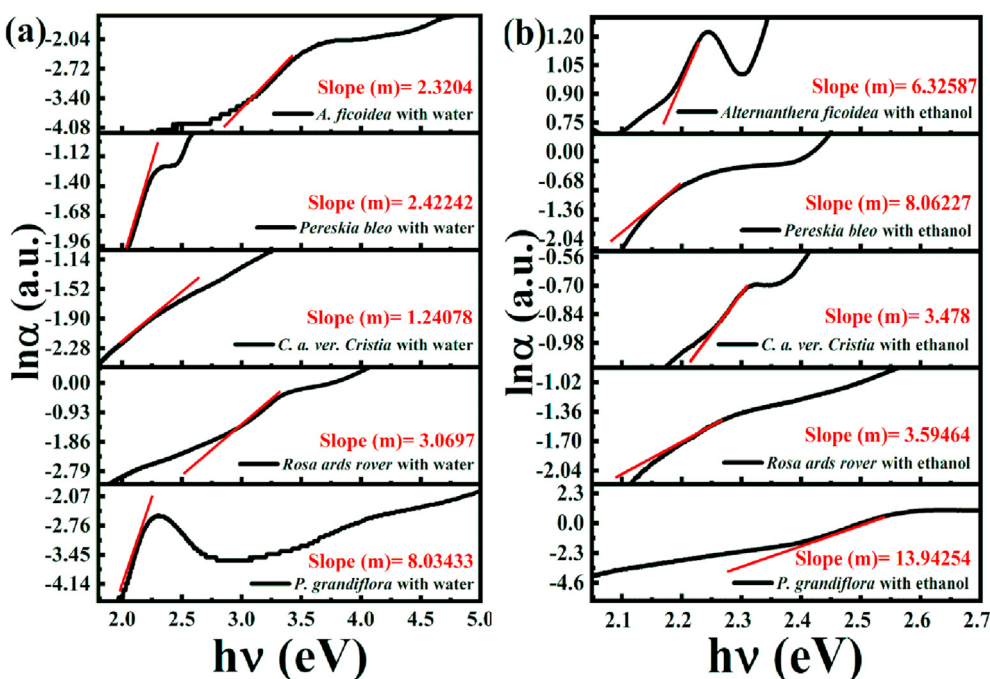 (a)
lnα (a.u.)
-2.04
-2.72
-3.40
-4.08
Slope (m)= 2.3204
A. ficoidea with water
-1.12
-1.40
-1.68
-1.96
Slope (m)= 2.42242
Pereskia bleo with water
-1.14
-1.52
-1.90
-2.28
Slope (m)= 1.24078
C. a. ver. Cristia with water
0.00
-0.93
-1.86
-2.79
Slope (m)= 3.0697
Rosa ards rover with water
-2.07
-2.76
-3.45
-4.14
Slope (m)= 8.03433
P. grandiflora with water
2.0 2.5 3.0 3.5 4.0 4.5 5.0
hν (eV)
(b)
lnα (a.u.)
1.20
1.05
0.90
0.75
Slope (m)= 6.32587
Alternanthera ficoidea with ethanol
0.00
-0.68
-1.36
-2.04
Slope (m)= 8.06227
Pereskia bleo with ethanol
-0.56
-0.70
-0.84
-0.98
Slope (m)= 3.478
C. a. ver. Cristia with ethanol
-1.02
-1.36
-1.70
-2.04
Slope (m)= 3.59464
Rosa ards rover with ethanol
2.3
0.0
-2.3
-4.6
Slope (m)= 13.94254
P. grandiflora with ethanol
2.1 2.2 2.3 2.4 2.5 2.6 2.7
hν (eV)